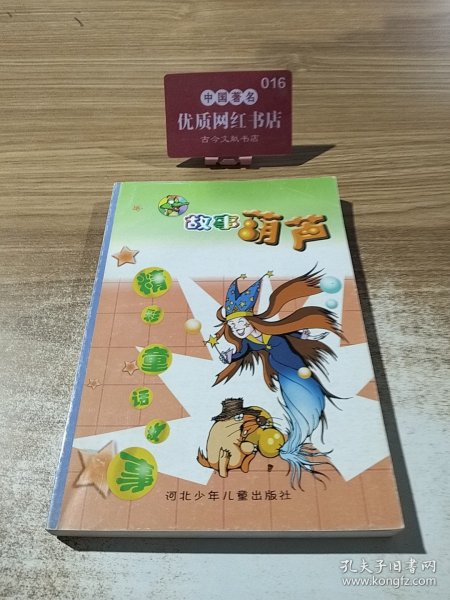 016
中国著名
优质网红书店
古今文献书店
故事葫芦
精彩童话故事
河北少年儿童出版社
孔夫子旧书网
www.kongfz.com